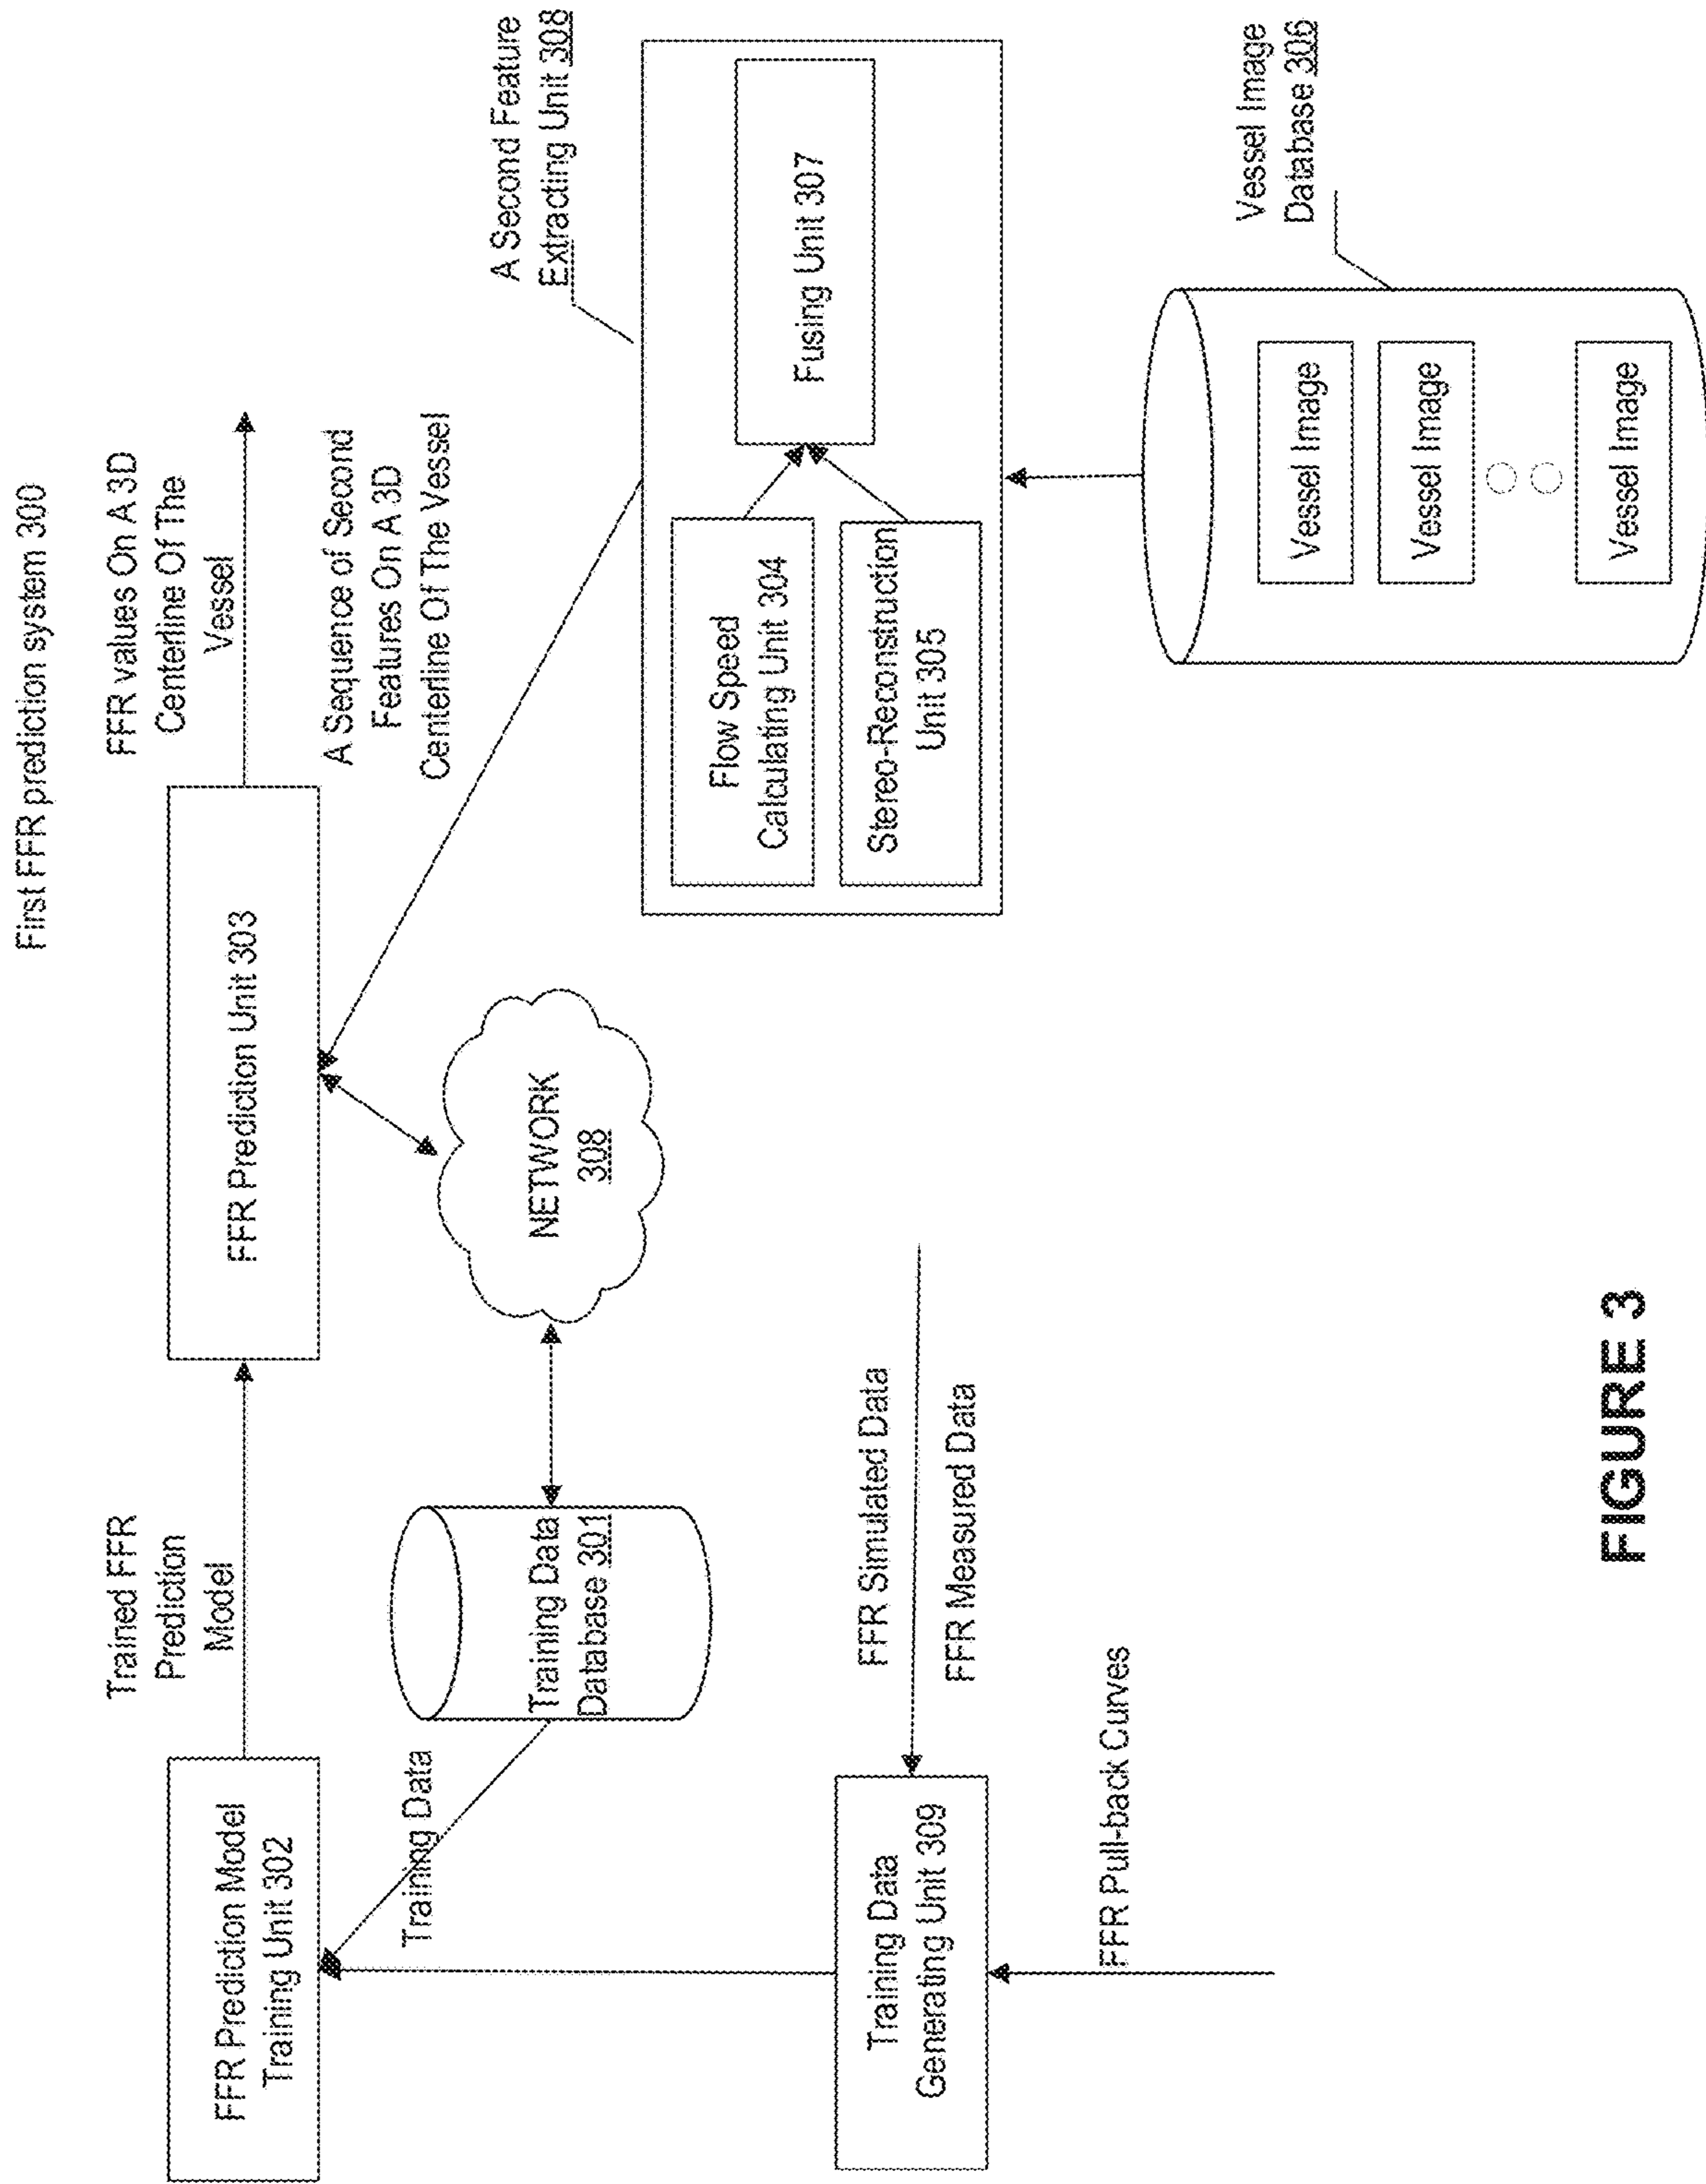 First FFR prediction system 300
Trained FFR
Prediction
Model
FFR values On A 3D
Centerline Of The
Vessel
FFR Prediction Model
Training Unit 302
FFR Prediction Unit 303
A Sequence of Second
Features On A 3D
Centerline Of The Vessel
Training Data
Training Data
Database 301
NETWORK
308
A Second Feature
Extracting Unit 308
Flow Speed
Calculating Unit 304
Fusing Unit 307
Stereo-Reconstruction
Unit 305
Training Data
Generating Unit 309
FFR Simulated Data
FFR Measured Data
FFR Pull-back Curves
Vessel Image
Database 306
Vessel Image
Vessel Image
Vessel Image
FIGURE 3